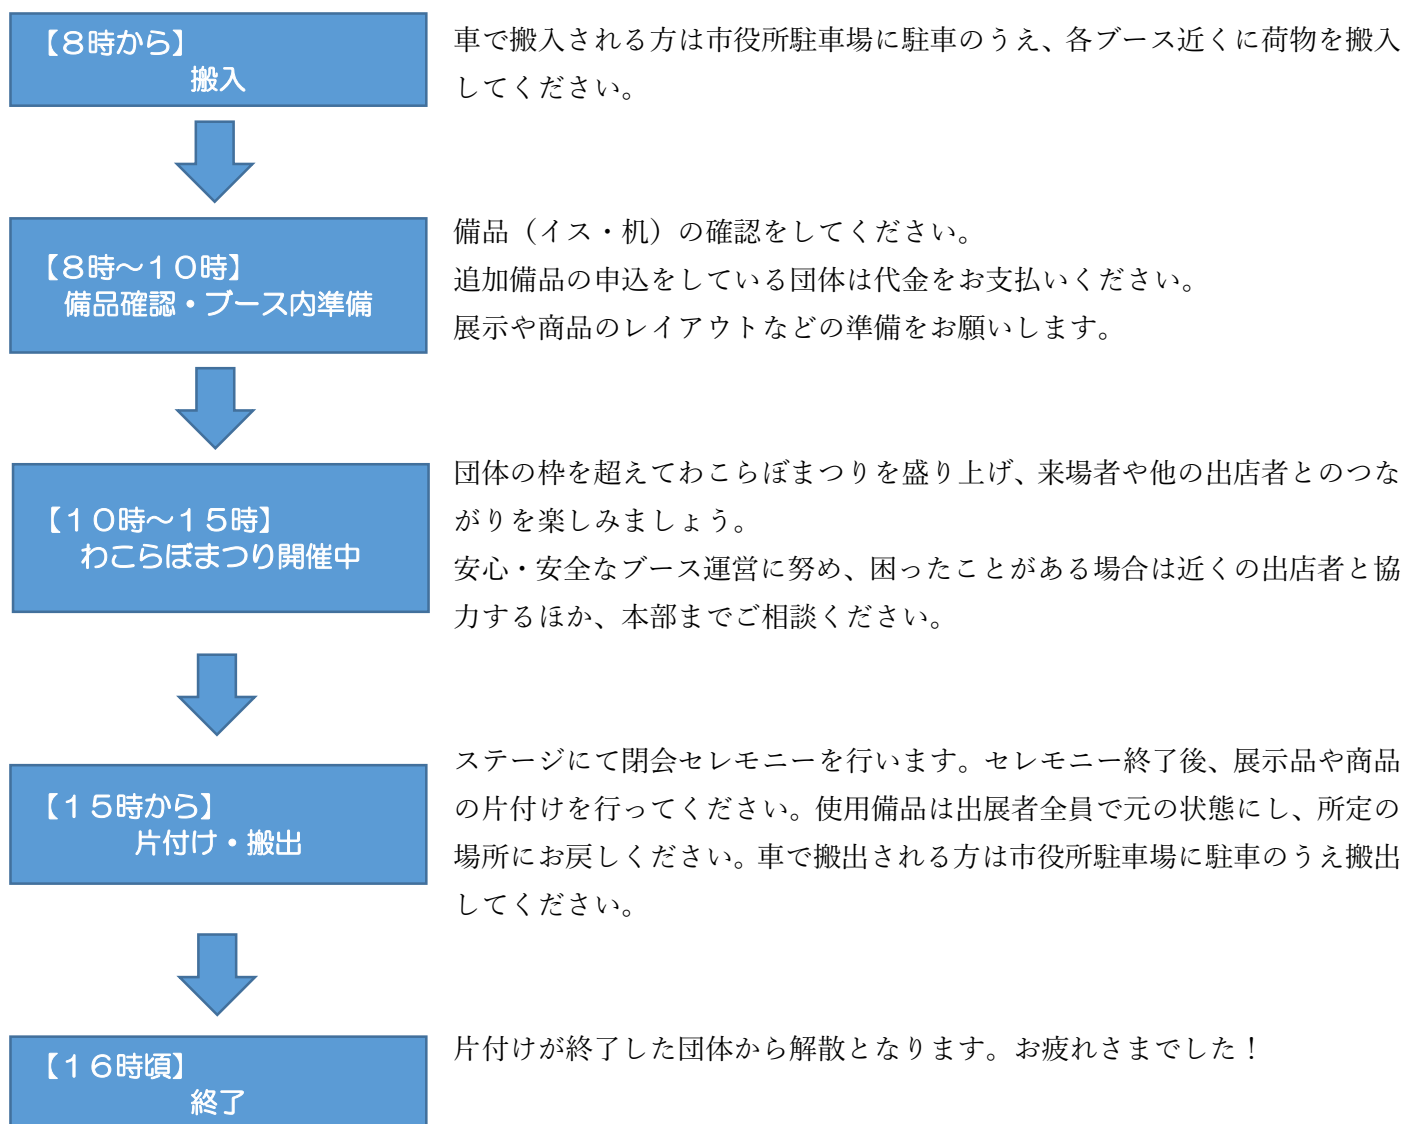 【８時から】
搬入
車で搬入される方は市役所駐車場に駐車のうえ、各ブース近くに荷物を搬入
してください。
【８時～１０時】
備品確認・ブース内準備
備品（イス・机）の確認をしてください。
追加備品の申込をしている団体は代金をお支払いください。
展示や商品のレイアウトなどの準備をお願いします。
【１０時～１５時】
わこらぼまつり開催中
団体の枠を超えてわこらぼまつりを盛り上げ、来場者や他の出店者とのつな
がりを楽しみましょう。
安心・安全なブース運営に努め、困ったことがある場合は近くの出店者と協
力するほか、本部までご相談ください。
【１５時から】
片付け・搬出
ステージにて閉会セレモニーを行います。セレモニー終了後、展示品や商品
の片付けを行ってください。使用備品は出展者全員で元の状態にし、所定の
場所にお戻しください。車で搬出される方は市役所駐車場に駐車のうえ搬出
してください。
【１６時頃】
終了
片付けが終了した団体から解散となります。お疲れさまでした！